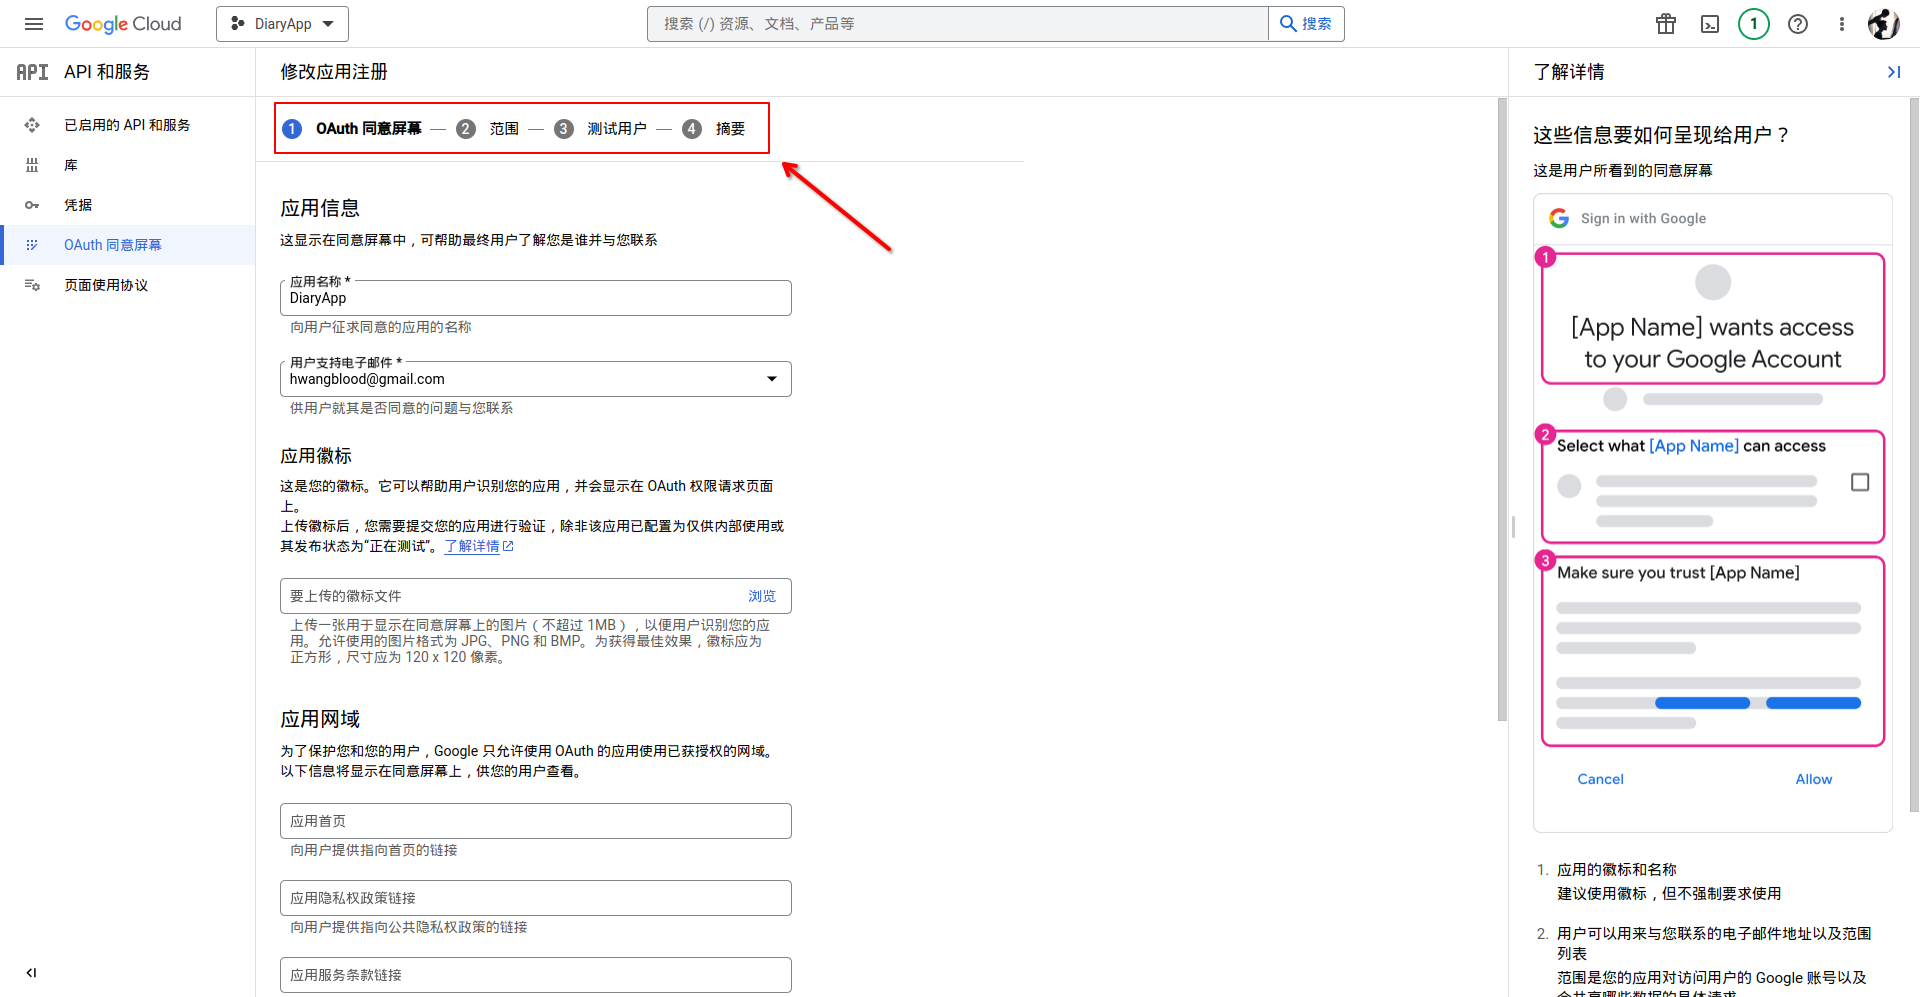 Google Cloud
DiaryApp
搜索 (/) 资源、文档、产品等
搜索
1
API
API 和服务
已启用的 API 和服务
库
凭据
OAuth 同意屏幕
页面使用协议
修改应用注册
1 OAuth 同意屏幕 — 2 范围 — 3 测试用户 — 4 摘要
应用信息
这显示在同意屏幕中，可帮助最终用户了解您是谁并与您联系
应用名称 *
DiaryApp
向用户征求同意的应用的名称
用户支持电子邮件 *
hwangblood@gmail.com
供用户就其是否同意的问题与您联系
应用徽标
这是您的徽标。它可以帮助用户识别您的应用，并会显示在 OAuth 权限请求页面
上。
上传徽标后，您需要提交您的应用进行验证，除非该应用已配置为仅供内部使用或
其发布状态为“正在测试”。了解详情
要上传的徽标文件
浏览
上传一张用于显示在同意屏幕上的图片（不超过 1MB），以便用户识别您的应
用。允许使用的图片格式为 JPG、PNG 和 BMP。为获得最佳效果，徽标应为
正方形，尺寸应为 120 x 120 像素。
应用网域
为了保护您和您的用户，Google 只允许使用 OAuth 的应用使用已获授权的网域。
以下信息将显示在同意屏幕上，供您的用户查看。
应用首页
向用户提供指向首页的链接
应用隐私权政策链接
向用户提供指向公共隐私权政策的链接
应用服务条款链接
了解详情
这些信息要如何呈现给用户？
这是用户所看到的同意屏幕
Sign in with Google
1
[App Name] wants access
to your Google Account
2
Select what [App Name] can access
3
Make sure you trust [App Name]
Cancel
Allow
1. 应用的徽标和名称
建议使用徽标，但不强制要求使用
2. 用户可以用来与您联系的电子邮件地址以及范围
列表
范围是您的应用对访问用户的 Google 账号以及